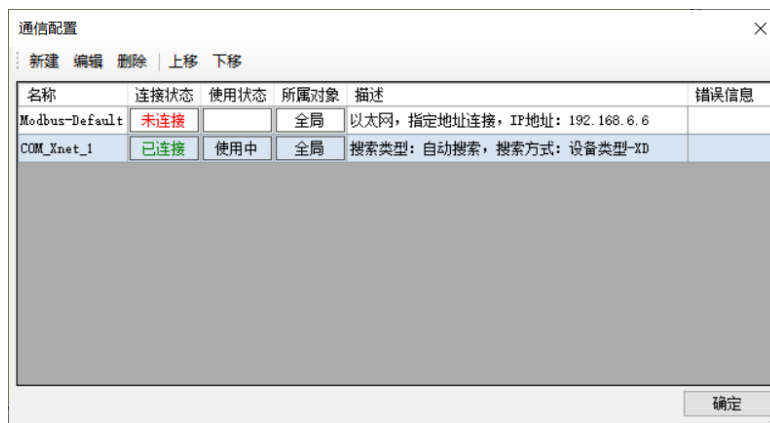 通信配置
新建 编辑 删除 上移 下移
名称 连接状态 使用状态 所属对象 描述 错误信息
Modbus-Default 未连接 全局 以太网，指定地址连接，IP地址：192.168.6.6
COM_Xnet_1 已连接 使用中 全局 搜索类型：自动搜索，搜索方式：设备类型-XD
确定